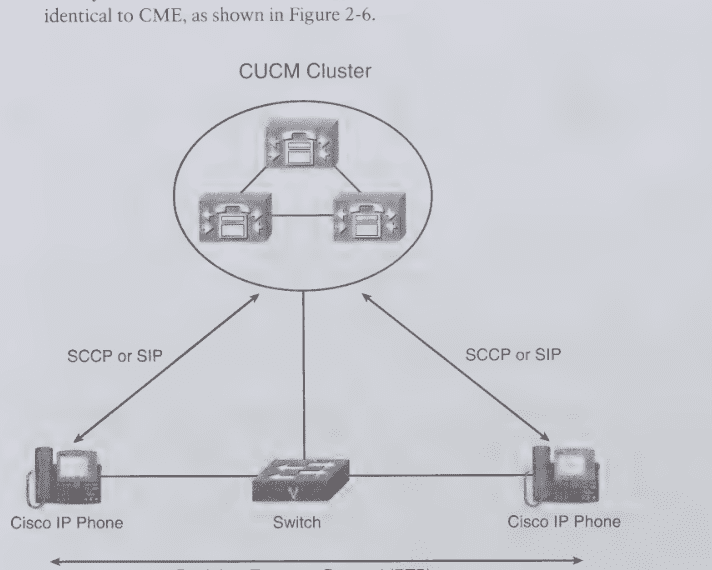 identical to CME, as shown in Figure 2-6.
CUCM Cluster
SCCP or SIP
SCCP or SIP
V
Cisco IP Phone
Switch
Cisco IP Phone